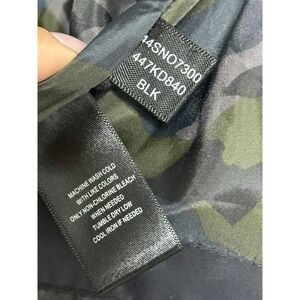 34SNO7300
447KD840
BLK
MACHINE WASH COLD
WITH LIKE COLORS
ONLY NON-CHLORINE BLEACH
WHEN NEEDED
TUMBLE DRY LOW
COOL IRON IF NEEDED